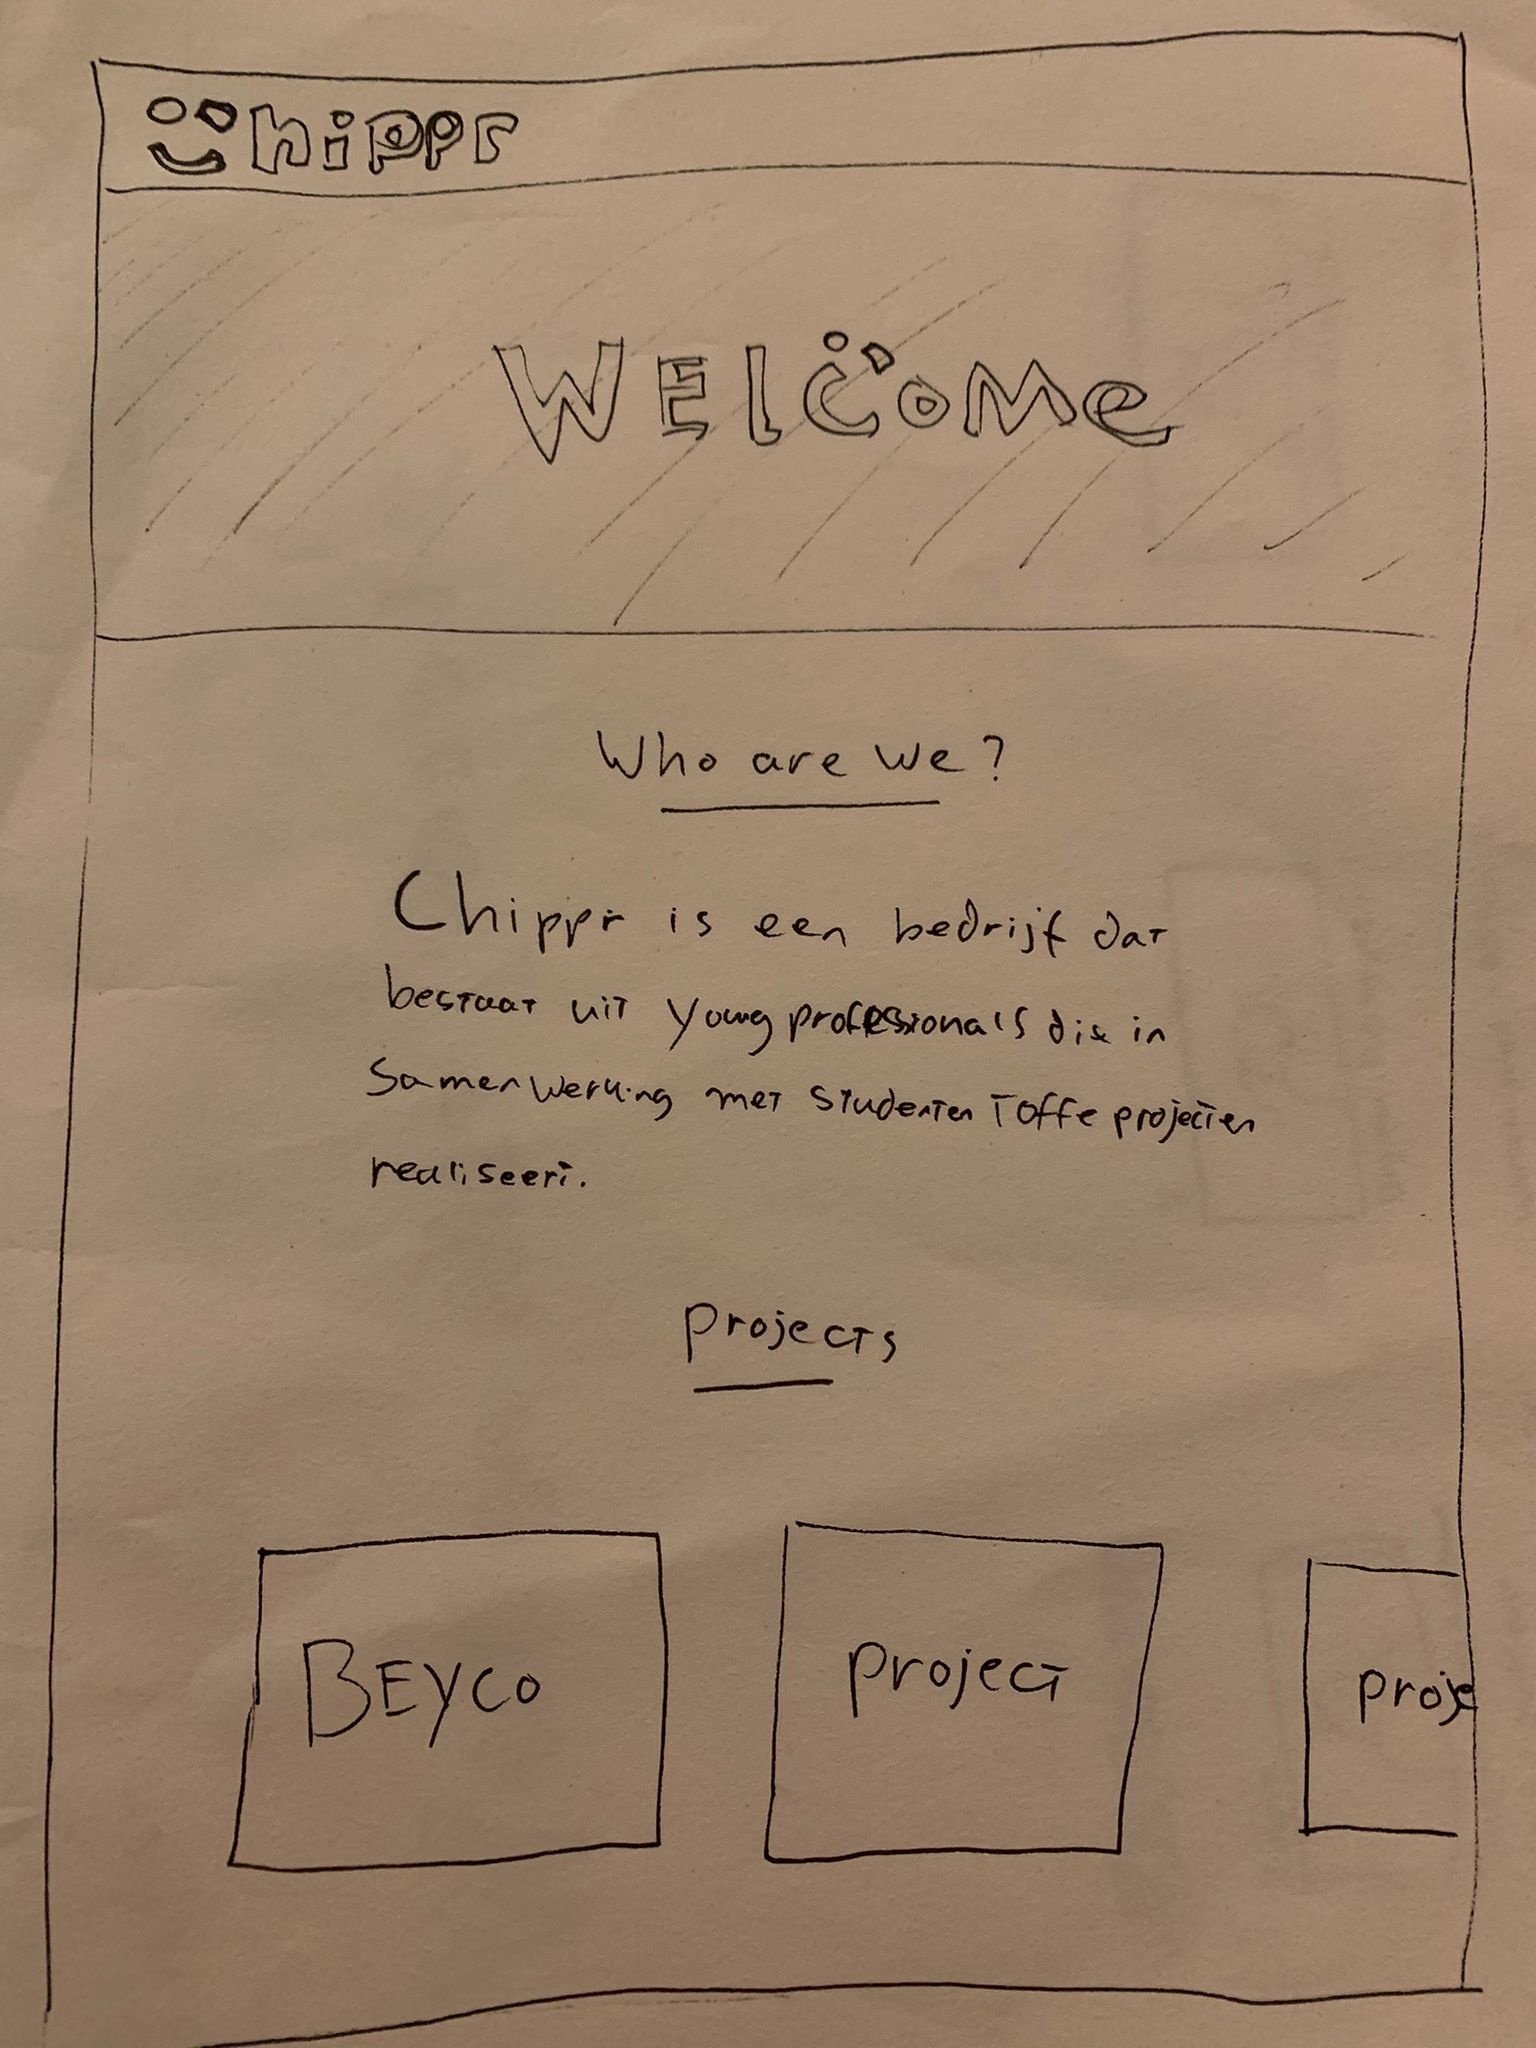 Chippr
WELCOME
Who are we?
Chippr is een bedrijf dat
bestaat uit young professionals die in
samenwerking met studenten toffe projecten
realiseert.
projects
BEYCO
project
proje